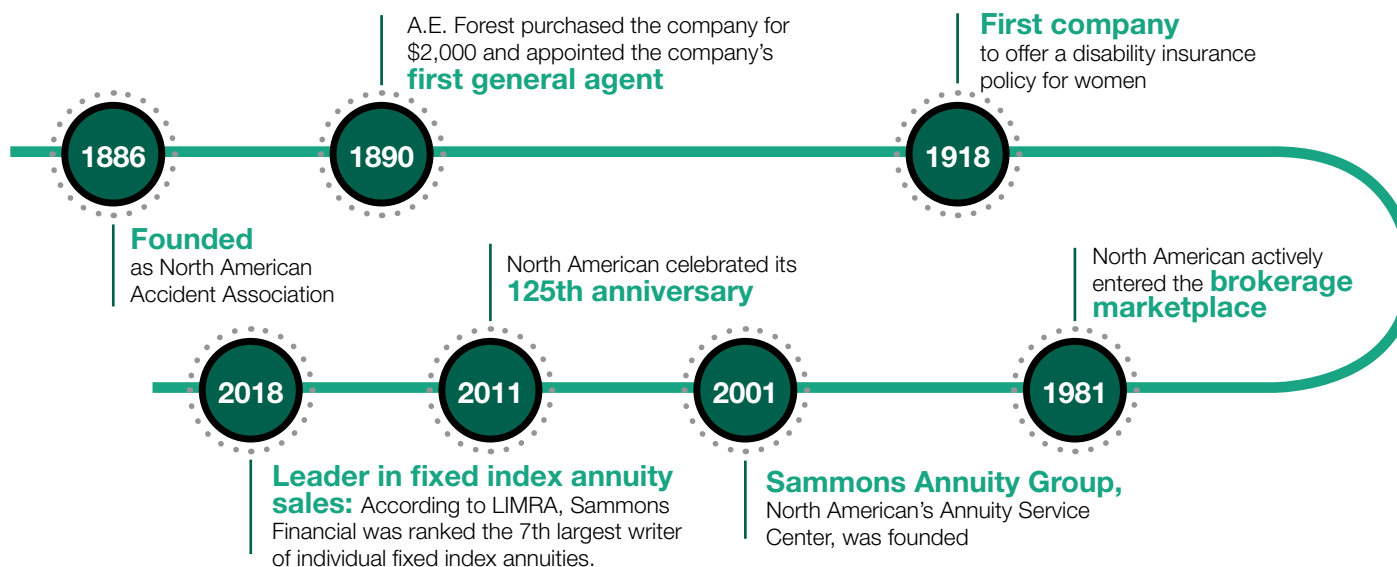 1886
Founded
as North American
Accident Association
1890
A.E. Forest purchased the company for
$2,000 and appointed the company’s
first general agent
1918
First company
to offer a disability insurance
policy for women
1981
North American actively
entered the brokerage
marketplace
2001
Sammons Annuity Group,
North American’s Annuity Service
Center, was founded
2011
North American celebrated its
125th anniversary
2018
Leader in fixed index annuity
sales: According to LIMRA, Sammons
Financial was ranked the 7th largest writer
of individual fixed index annuities.